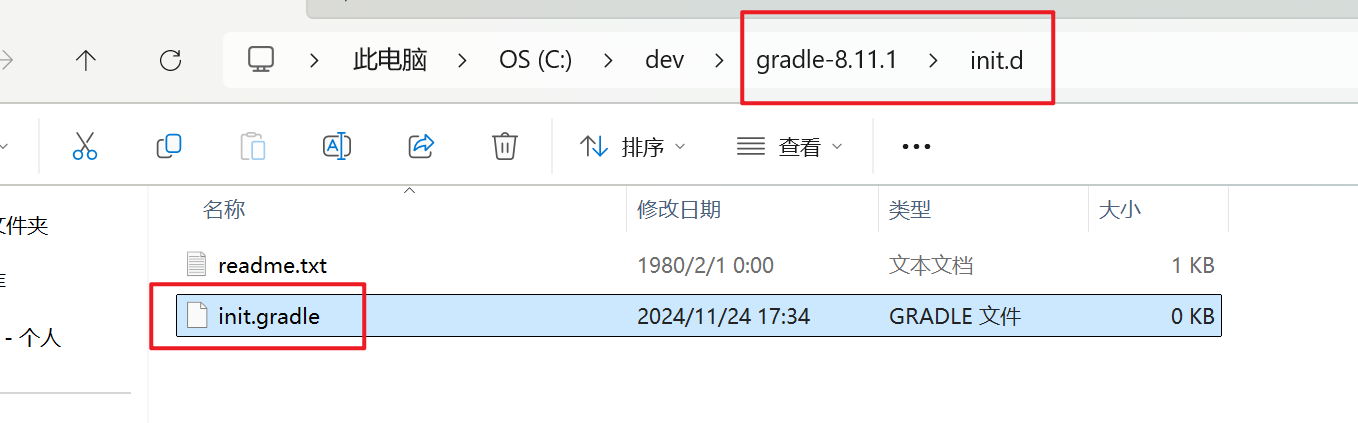 此电脑 > OS (C:) > dev > gradle-8.11.1 > init.d
排序 查看
名称 修改日期 类型 大小
readme.txt 1980/2/1 0:00 文本文档 1 KB
init.gradle 2024/11/24 17:34 GRADLE 文件 0 KB
文件夹
- 个人